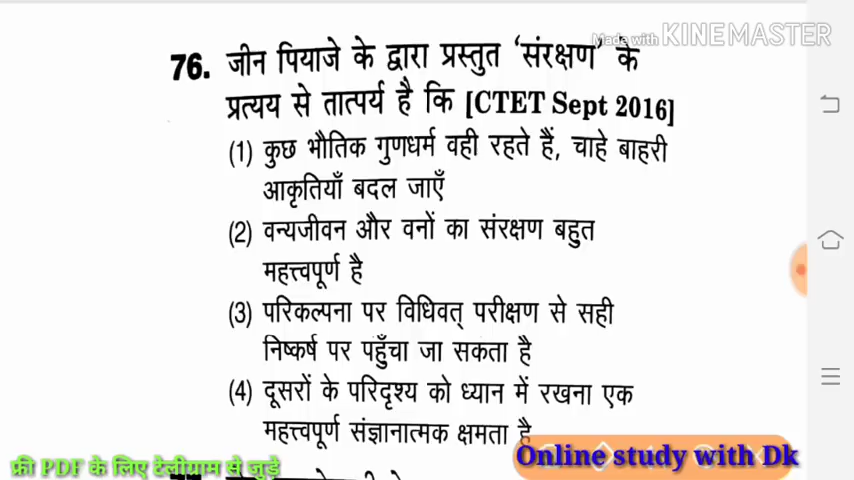 Made with KINEMASTER
76. जीन पियाजे के द्वारा प्रस्तुत ‘संरक्षण’ के
प्रत्यय से तात्पर्य है कि [CTET Sept 2016]
(1) कुछ भौतिक गुणधर्म वही रहते हैं, चाहे बाहरी
आकृतियाँ बदल जाएँ
(2) वन्यजीवन और वनों का संरक्षण बहुत
महत्त्वपूर्ण है
(3) परिकल्पना पर विधिवत् परीक्षण से सही
निष्कर्ष पर पहुँचा जा सकता है
(4) दूसरों के परिदृश्य को ध्यान में रखना एक
महत्त्वपूर्ण संज्ञानात्मक क्षमता है
Online study with Dk
फ्री PDF के लिए टेलीग्राम से जुड़े